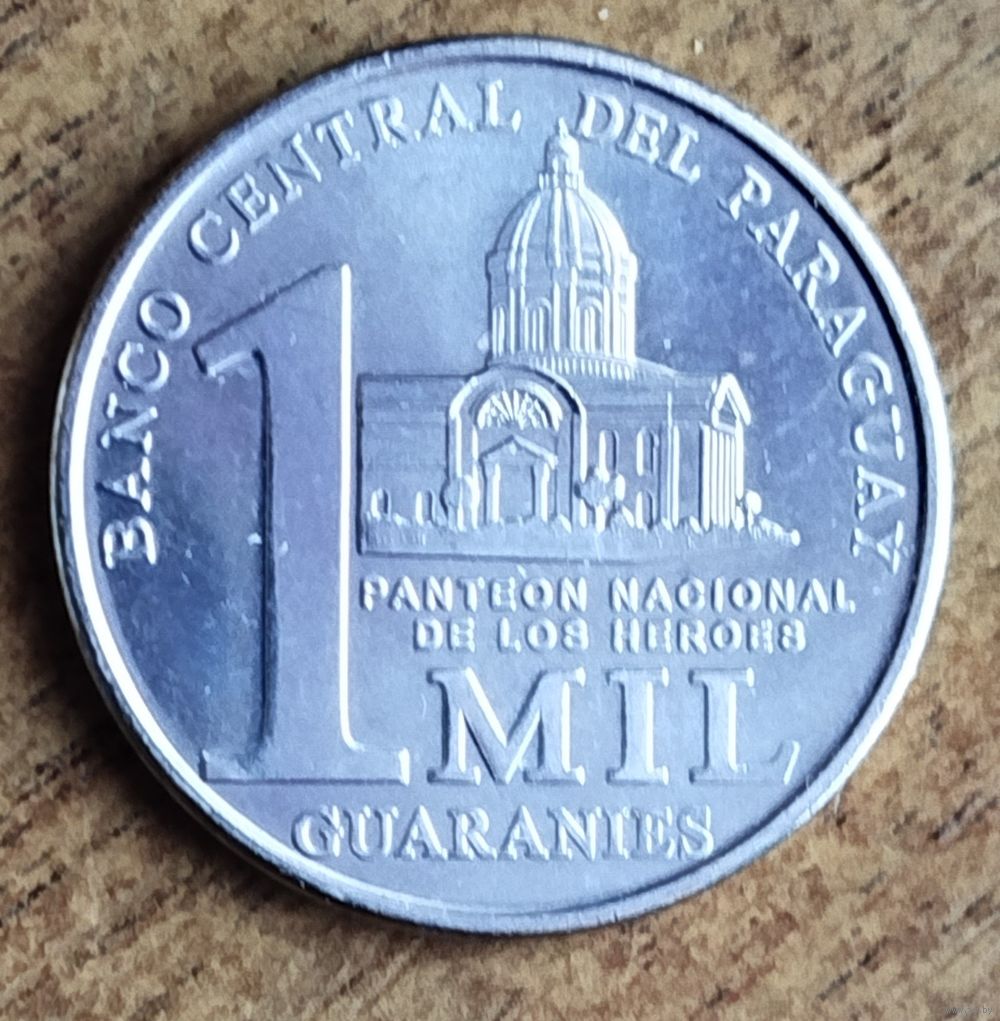 BANCO CENTRAL DEL PARAGUAY
1
PANTEON NACIONAL
DE LOS HEROES
MIL
GUARANIES